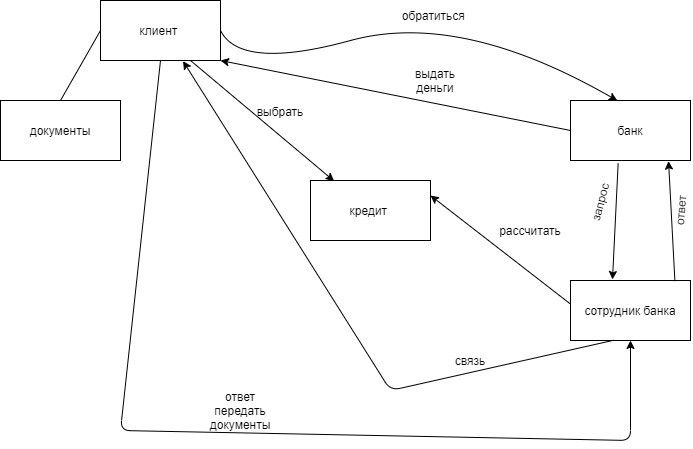 обратиться
клиент
выдать
деньги
выбрать
документы
банк
запрос
ответ
кредит
рассчитать
сотрудник банка
связь
ответ
передать
документы